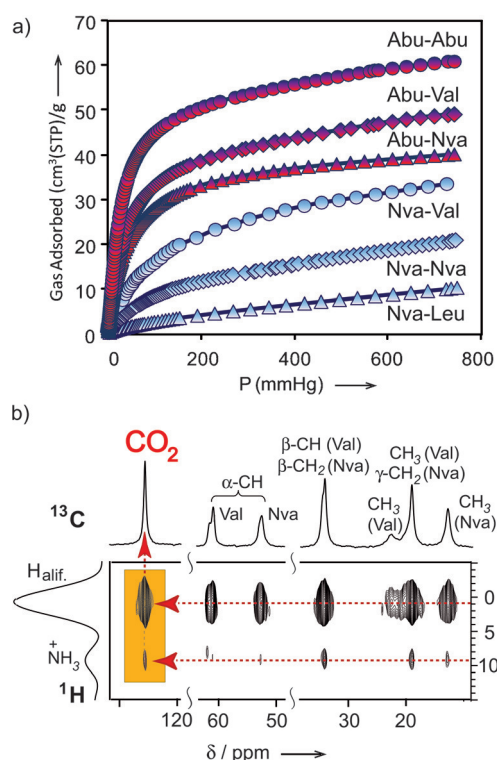 a)
70
60
50
40
30
20
10
0
Gas Adsorbed (cm³(STP)/g
Abu-Abu
Abu-Val
Abu-Nva
Nva-Val
Nva-Nva
Nva-Leu
0 200 400 600 800
P (mmHg)
b)
CO₂
¹³C
α-CH
Val
Nva
β-CH (Val)
β-CH₂ (Nva)
CH₃ (Val)
γ-CH₂ (Nva)
CH₃
(Val)
CH₃
(Nva)
H alif.
+
NH₃
¹H
0
5
10
120 60 50 30 20
δ / ppm